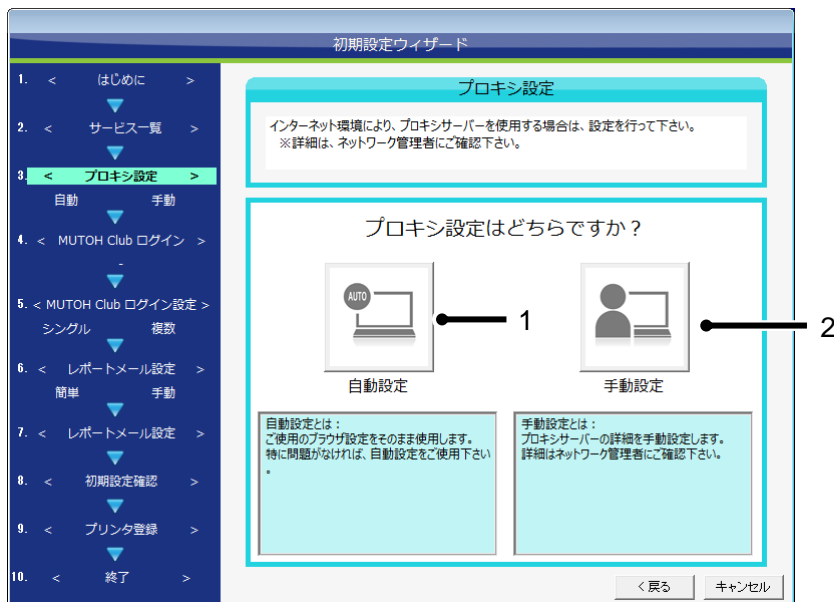 初期設定ウィザード
1. < はじめに >
2. < サービス一覧 >
3. < プロキシ設定 >
自動 手動
4. < MUTOH Club ログイン >
-
5. < MUTOH Club ログイン設定 >
シングル 複数
6. < レポートメール設定 >
簡単 手動
7. < レポートメール設定 >
8. < 初期設定確認 >
9. < プリンタ登録 >
10. < 終了 >
プロキシ設定
インターネット環境により、プロキシサーバーを使用する場合は、設定を行って下さい。
※詳細は、ネットワーク管理者にご確認下さい。
プロキシ設定はどちらですか？
AUTO
1
2
自動設定
手動設定
自動設定とは：
ご使用のブラウザ設定をそのまま使用します。
特に問題がなければ、自動設定をご使用下さい
。
手動設定とは：
プロキシサーバーの詳細を手動設定します。
詳細はネットワーク管理者にご確認下さい。
< 戻る
キャンセル